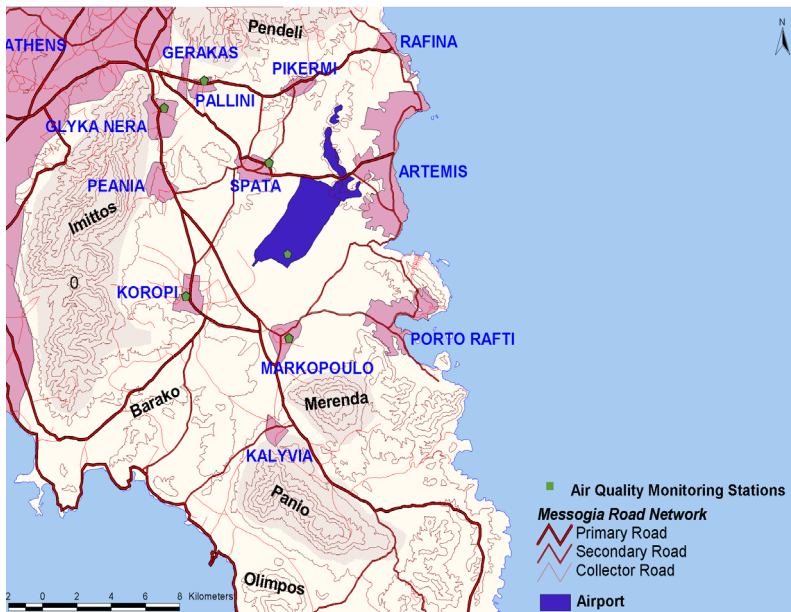 Pendeli
N
ATHENS
GERAKAS
RAFINA
PIKERMI
PALLINI
GLYKA NERA
PEANIA
SPATA
ARTEMIS
Imittos
0
KOROPI
PORTO RAFTI
MARKOPOULO
Barako
Merenda
KALYVIA
Panio
Olimpos
Air Quality Monitoring Stations
Messogia Road Network
Primary Road
Secondary Road
Collector Road
Airport
2 0 2 4 6 8 Kilometers